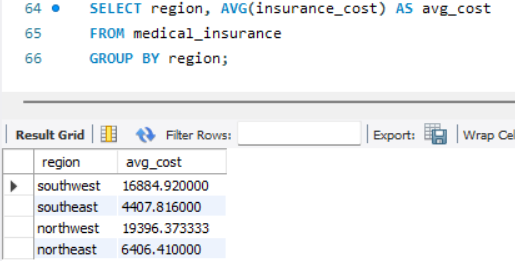 64 SELECT region, AVG(insurance_cost) AS avg_cost
65 FROM medical_insurance
66 GROUP BY region;
Result Grid Filter Rows: Export: Wrap Cel
region avg_cost
southwest 16884.920000
southeast 4407.816000
northwest 19396.373333
northeast 6406.410000